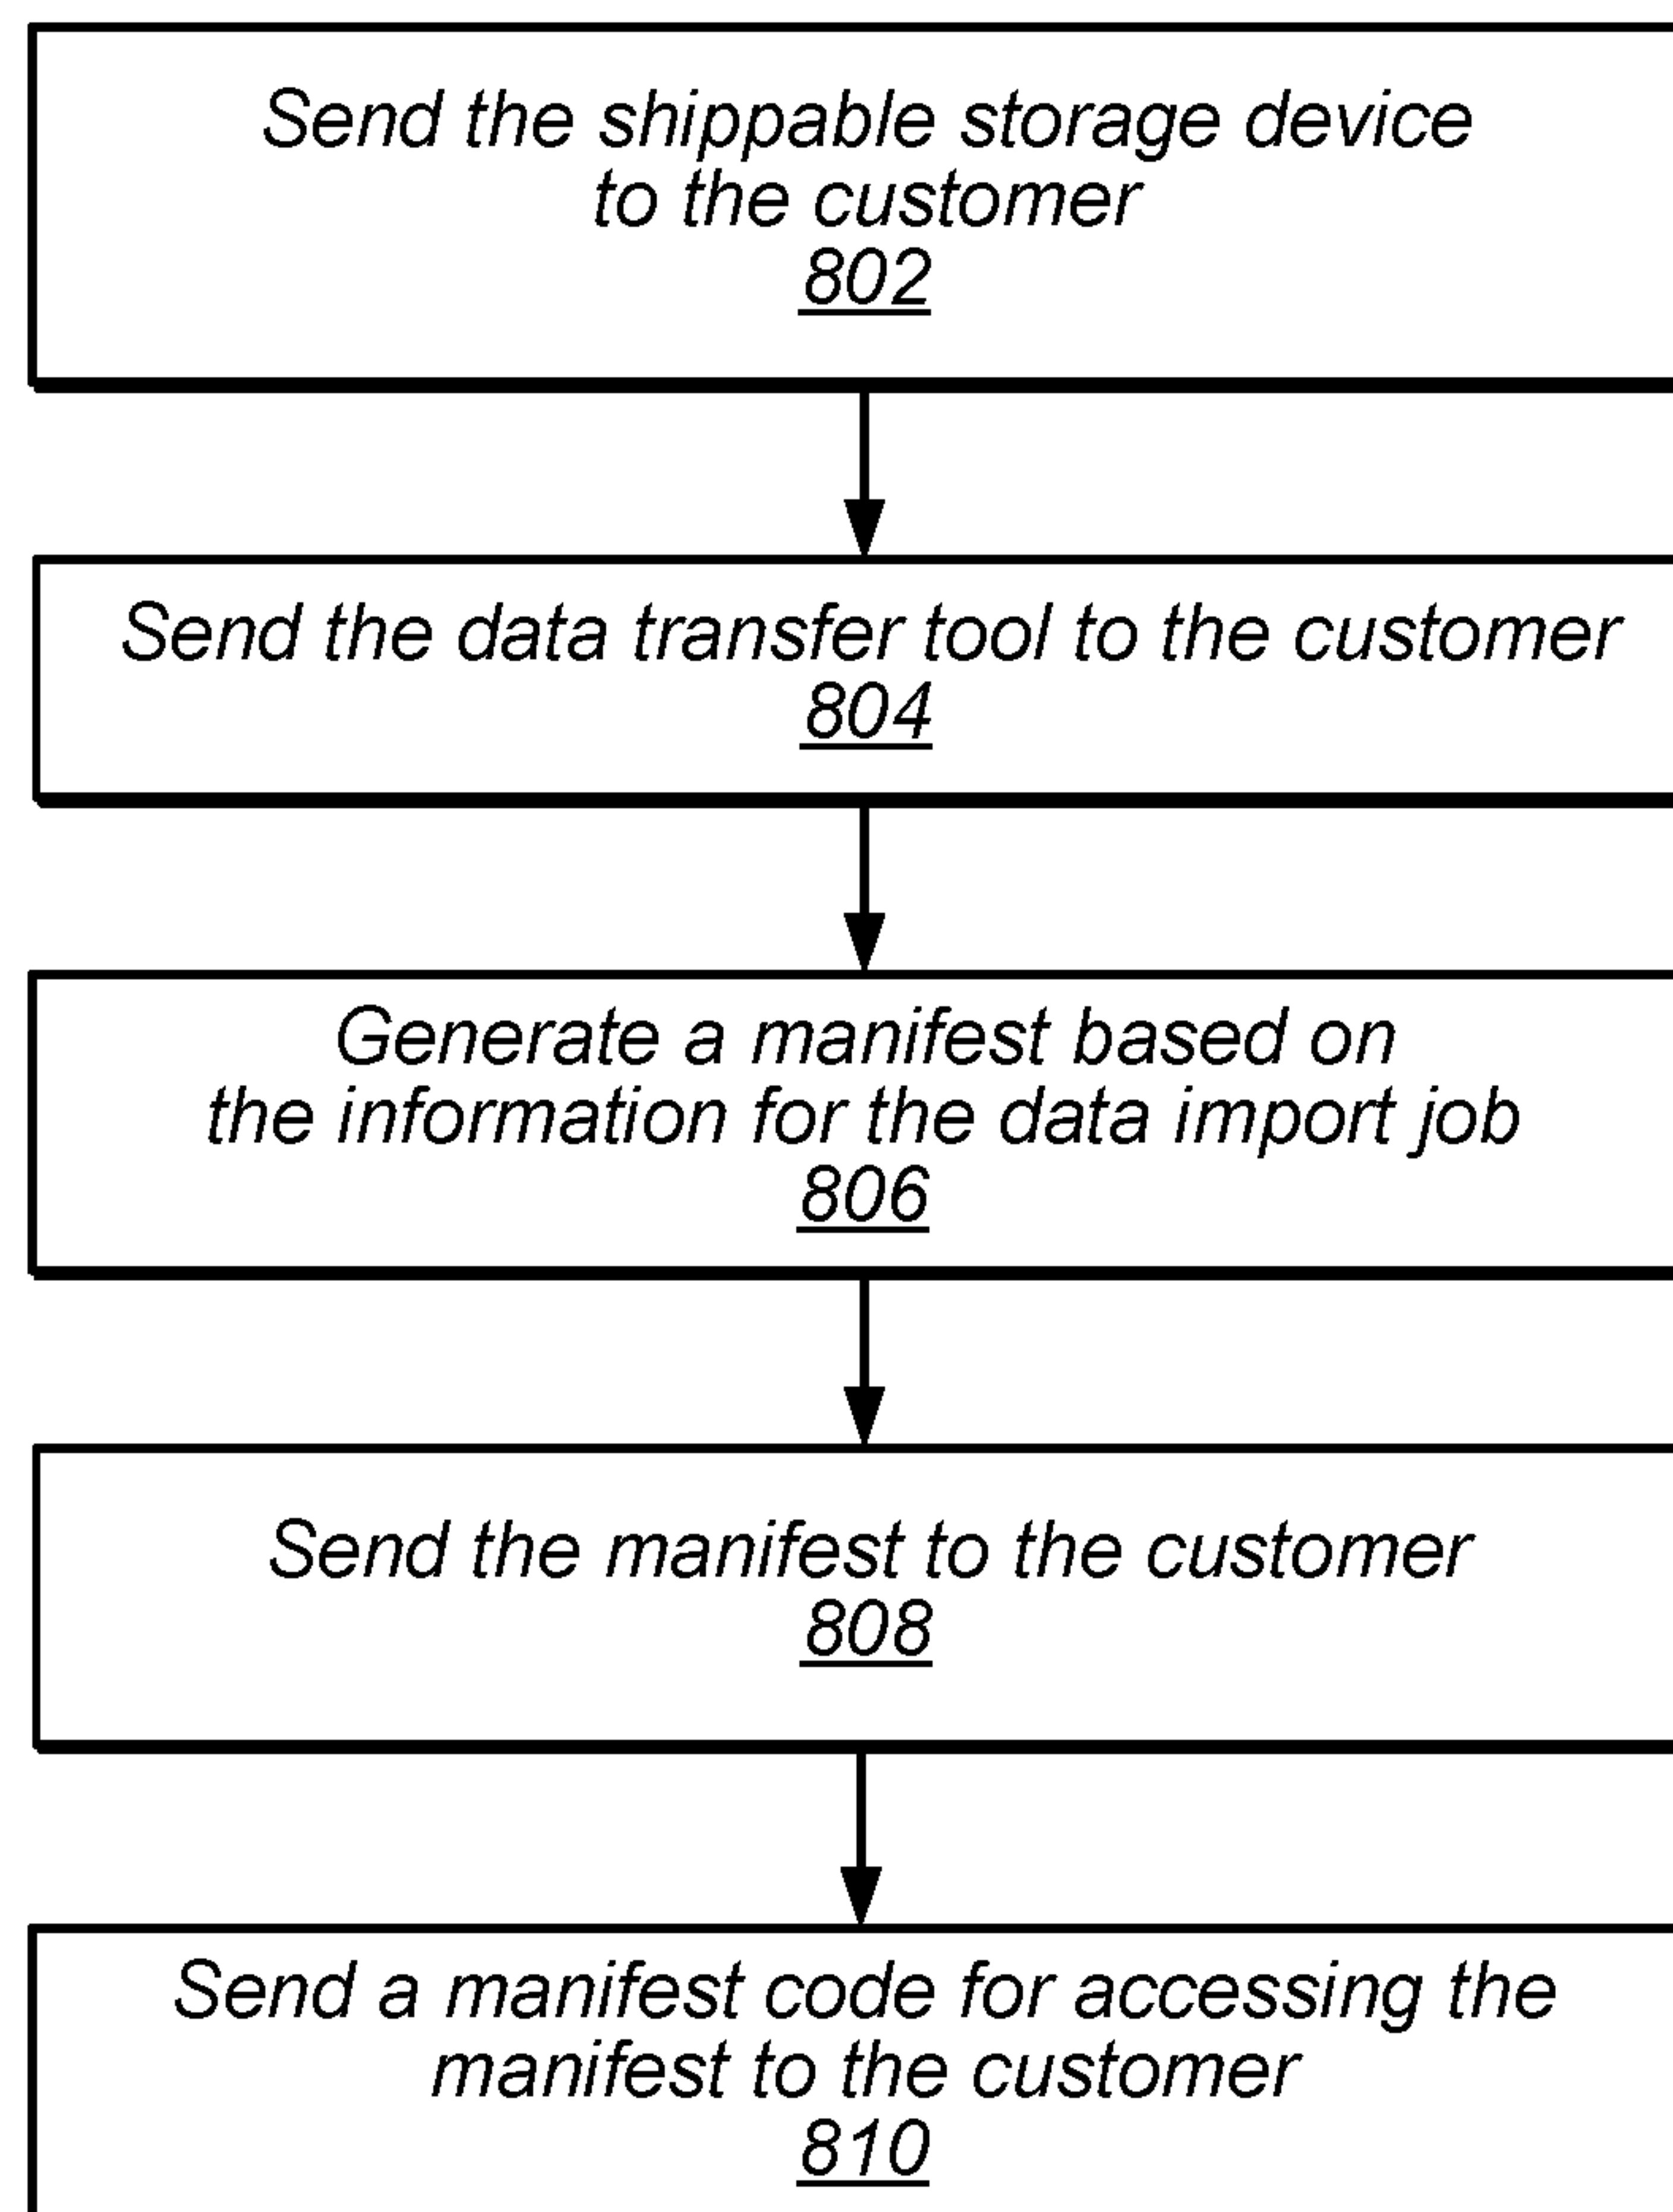 Send the shippable storage device
to the customer
802
Send the data transfer tool to the customer
804
Generate a manifest based on
the information for the data import job
806
Send the manifest to the customer
808
Send a manifest code for accessing the
manifest to the customer
810